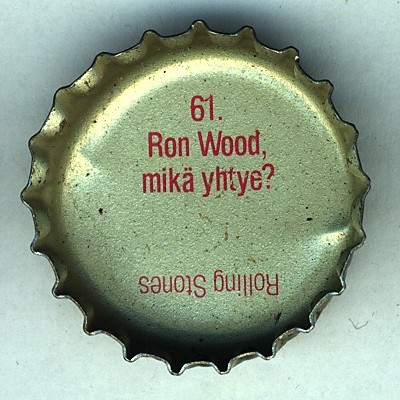 61.
Ron Wood,
mikä yhtye?
Rolling Stones